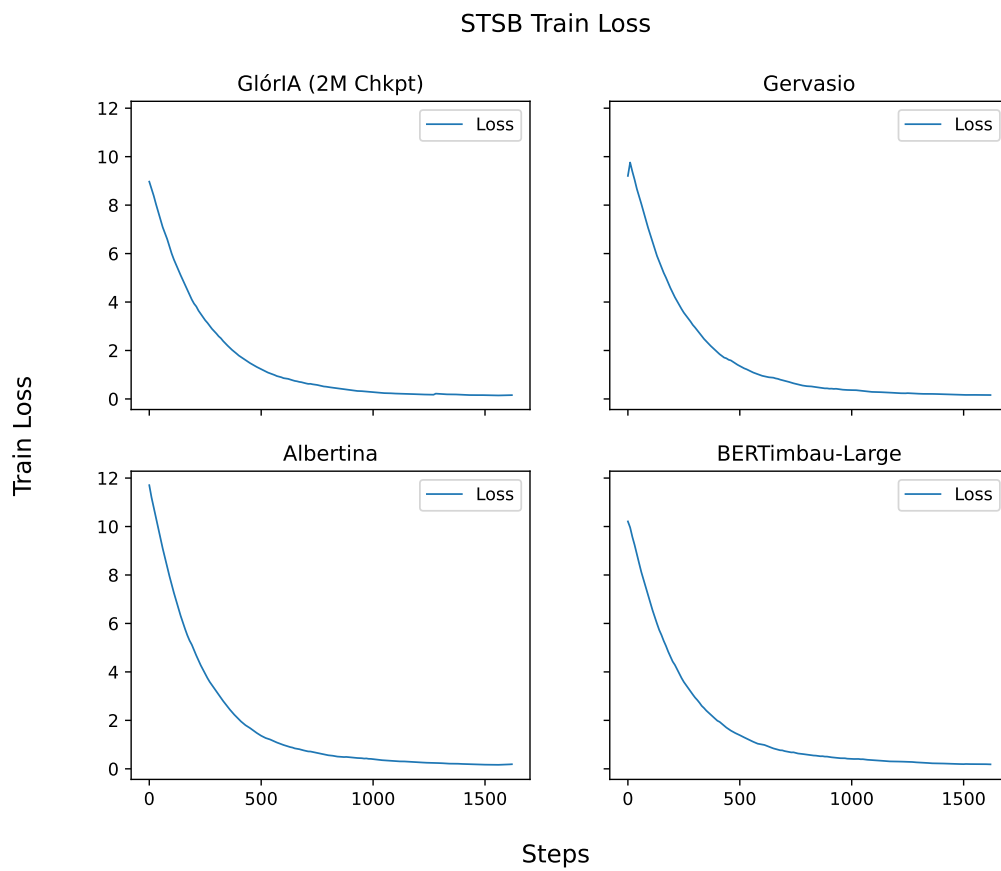 STSB Train Loss
GlórIA (2M Chkpt)
Loss
12
10
8
6
4
2
0
Gervasio
Loss
Train Loss
Albertina
Loss
12
10
8
6
4
2
0
0 500 1000 1500
BERTimbau-Large
Loss
0 500 1000 1500
Steps